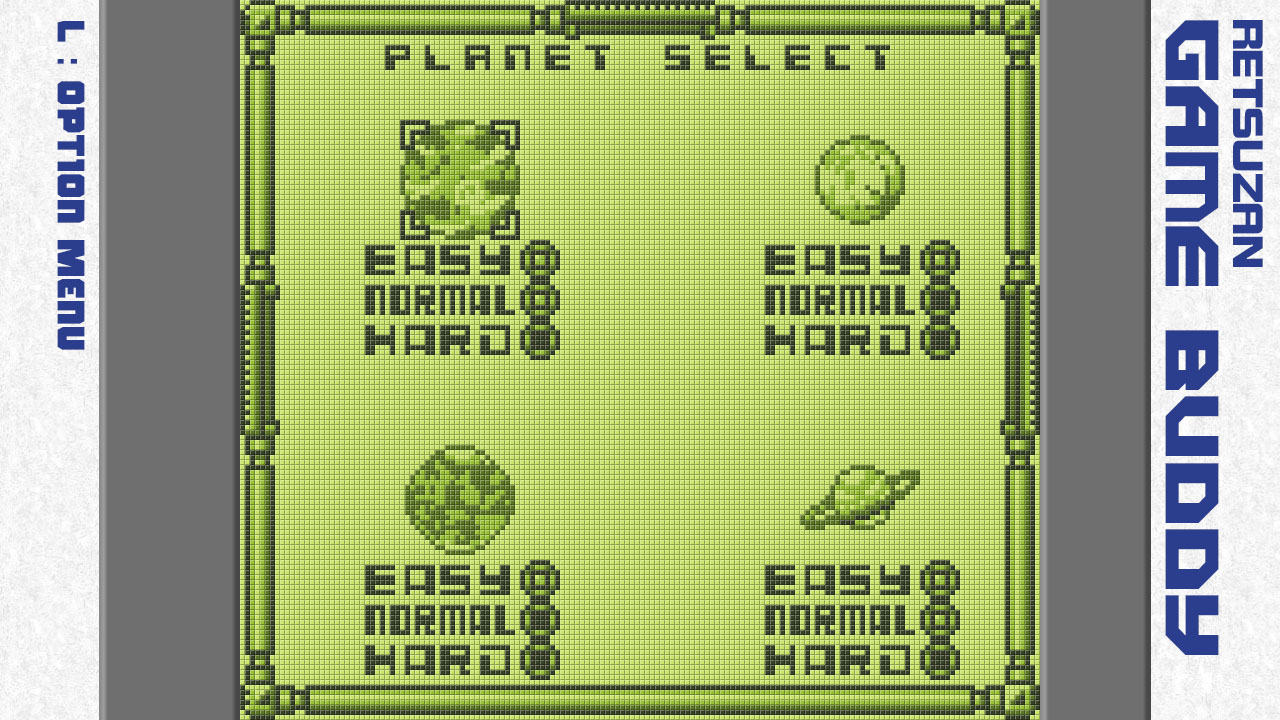 L : OPTION MENU
PLANET SELECT
EASY
NORMAL
HARD
EASY
NORMAL
HARD
EASY
NORMAL
HARD
EASY
NORMAL
HARD
RETSUZAN
GAME BUDDY